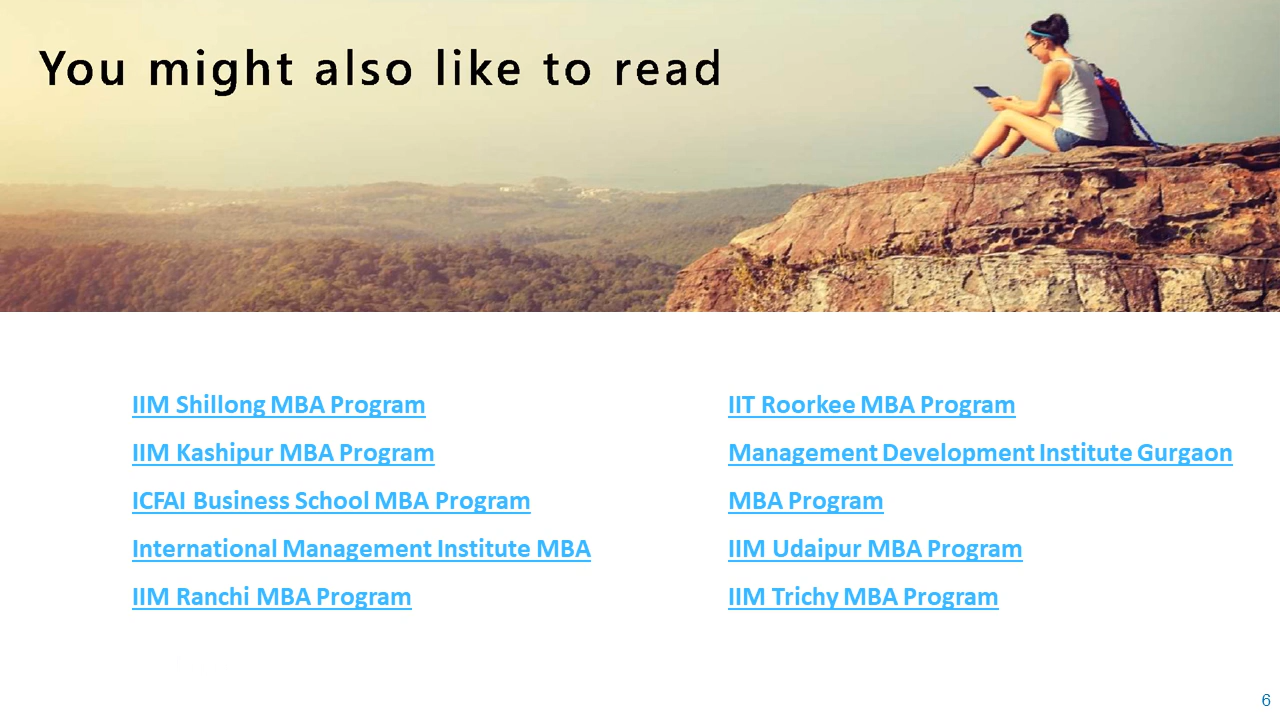 You might also like to read
IIM Shillong MBA Program
IIM Kashipur MBA Program
ICFAI Business School MBA Program
International Management Institute MBA
IIM Ranchi MBA Program
IIT Roorkee MBA Program
Management Development Institute Gurgaon
MBA Program
IIM Udaipur MBA Program
IIM Trichy MBA Program
6